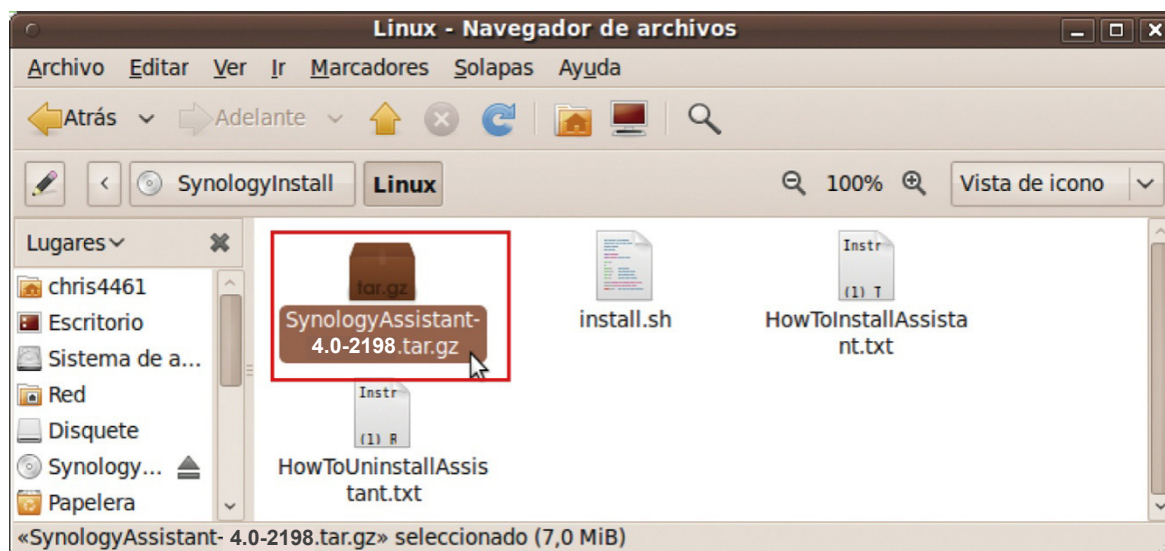 Linux - Navegador de archivos
Archivo Editar Ver Ir Marcadores Solapas Ayuda
Atrás Adelante
SynologyInstall Linux 100% Vista de icono
Lugares
chris4461
Escritorio
Sistema de a...
Red
Disquete
Synology...
Papelera
tar.gz
SynologyAssistant-
4.0-2198.tar.gz
install.sh
Instr
(1) T
HowToInstallAssista
nt.txt
Instr
(1) R
HowToUninstallAssis
tant.txt
«SynologyAssistant- 4.0-2198.tar.gz» seleccionado (7,0 MiB)